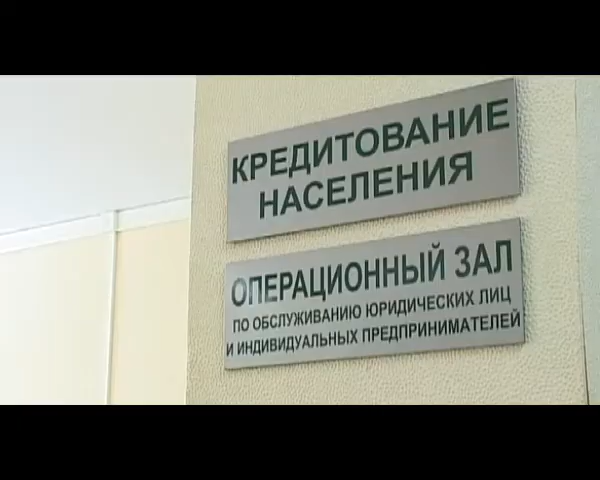 КРЕДИТОВАНИЕ
НАСЕЛЕНИЯ
ОПЕРАЦИОННЫЙ ЗАЛ
ПО ОБСЛУЖИВАНИЮ ЮРИДИЧЕСКИХ ЛИЦ
И ИНДИВИДУАЛЬНЫХ ПРЕДПРИНИМАТЕЛЕЙ